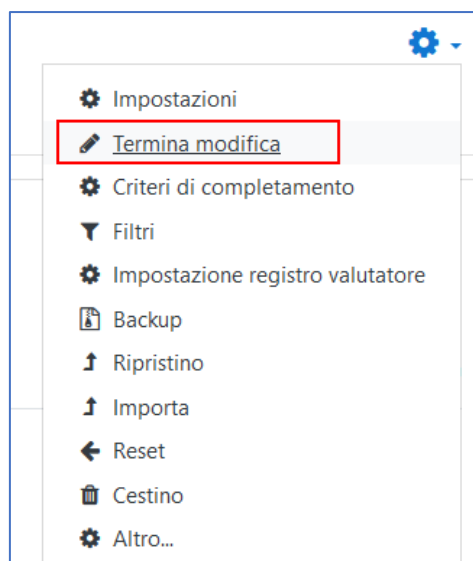 Impostazioni
Termina modifica
Criteri di completamento
Filtri
Impostazione registro valutatore
Backup
Ripristino
Importa
Reset
Cestino
Altro...